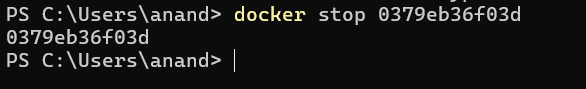 PS C:\Users\anand> docker stop 0379eb36f03d
0379eb36f03d
PS C:\Users\anand>